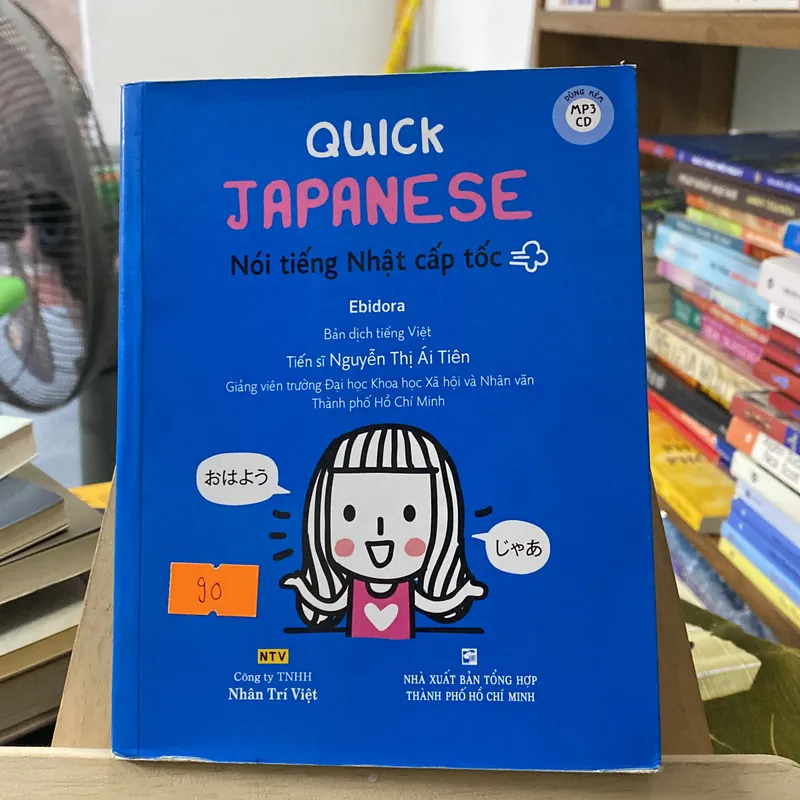 DÙNG KÈM
MP3
CD
QUICK
JAPANESE
Nói tiếng Nhật cấp tốc
Ebidora
Bản dịch tiếng Việt
Tiến sĩ Nguyễn Thị Ái Tiên
Giảng viên trường Đại học Khoa học Xã hội và Nhân văn
Thành phố Hồ Chí Minh
おはよう
じゃあ
90
NTV
Công ty TNHH
Nhân Trí Việt
NHÀ XUẤT BẢN TỔNG HỢP
THÀNH PHỐ HỒ CHÍ MINH